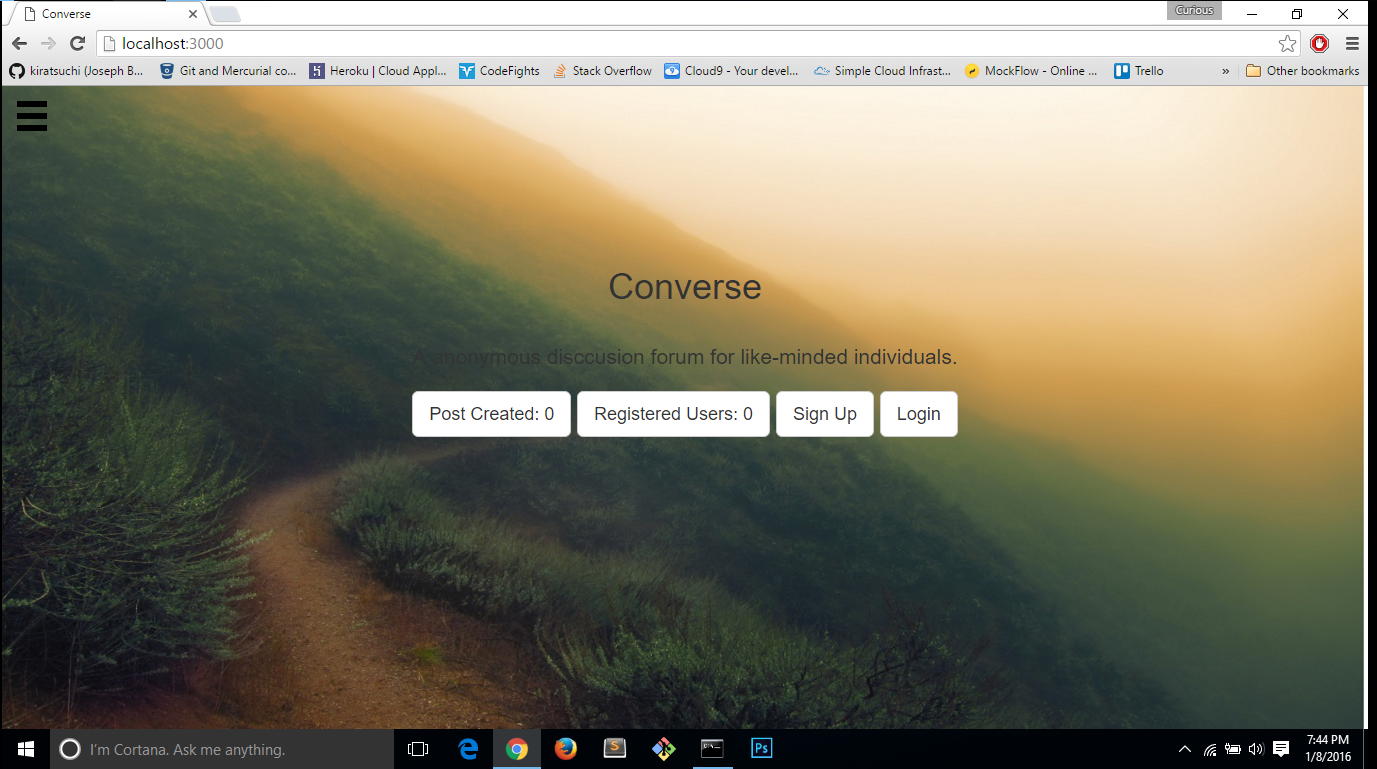 Converse
Curious
localhost:3000
kiratsuchi (Joseph B... Git and Mercurial co... Heroku | Cloud Appl... CodeFights Stack Overflow Cloud9 - Your devel... Simple Cloud Infrast... MockFlow - Online ... Trello » Other bookmarks
Converse
A anonymous disccusion forum for like-minded individuals.
Post Created: 0 Registered Users: 0 Sign Up Login
I'm Cortana. Ask me anything.
Ps
7:44 PM
1/8/2016